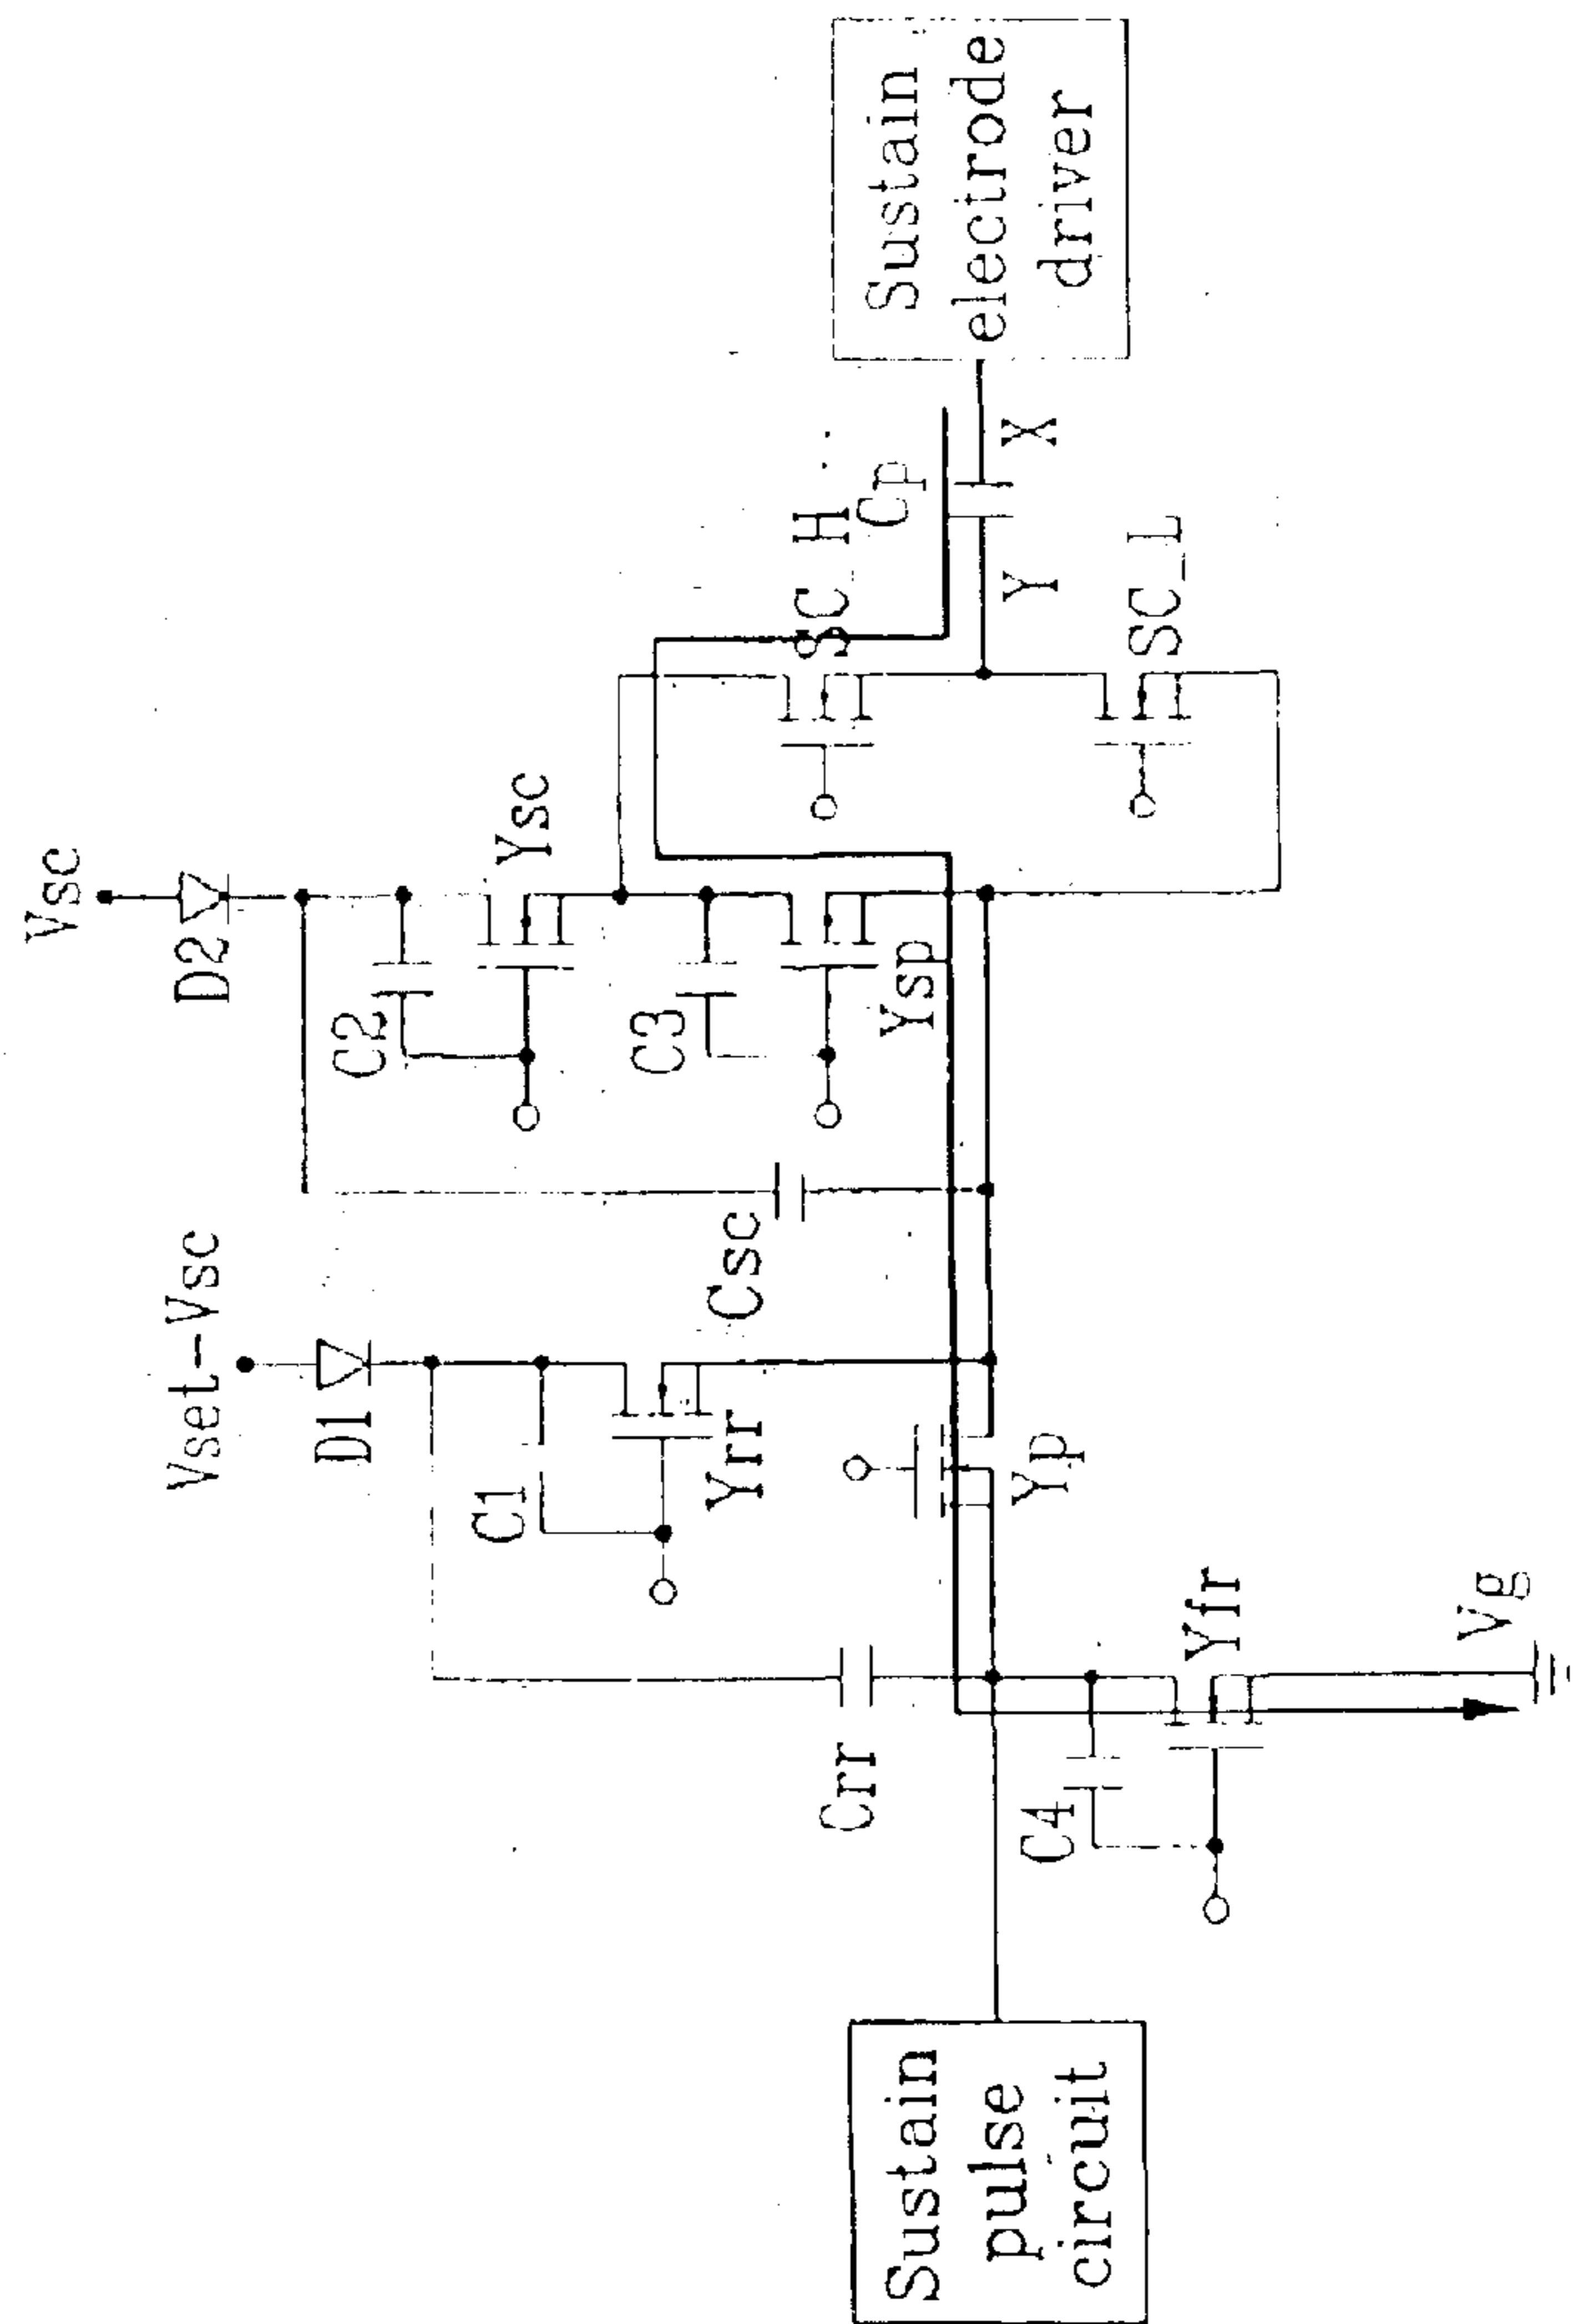 Vsc
D2
Vset-Vsc
D1
C2
Ysc
C1
Yrr
C3
Ysp
Csc
SC_H
Cp
Crr
Yp
Y
X
SC_L
C4
Yfr
Vg
Sustain
pulse
circuit
Sustain
electrode
driver